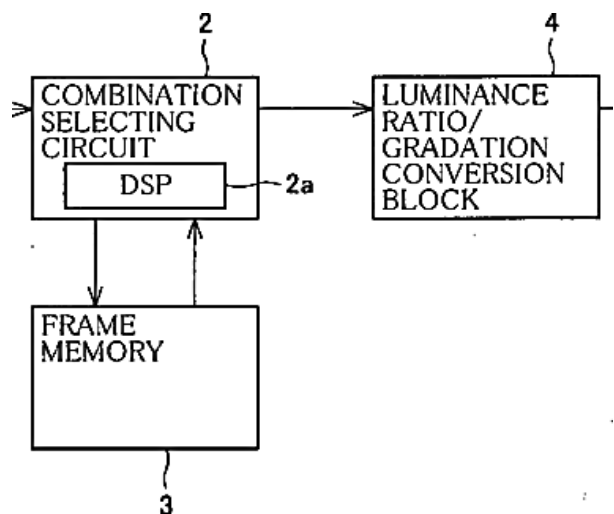 2
4
COMBINATION
SELECTING
CIRCUIT
DSP
2a
LUMINANCE
RATIO/
GRADATION
CONVERSION
BLOCK
FRAME
MEMORY
3